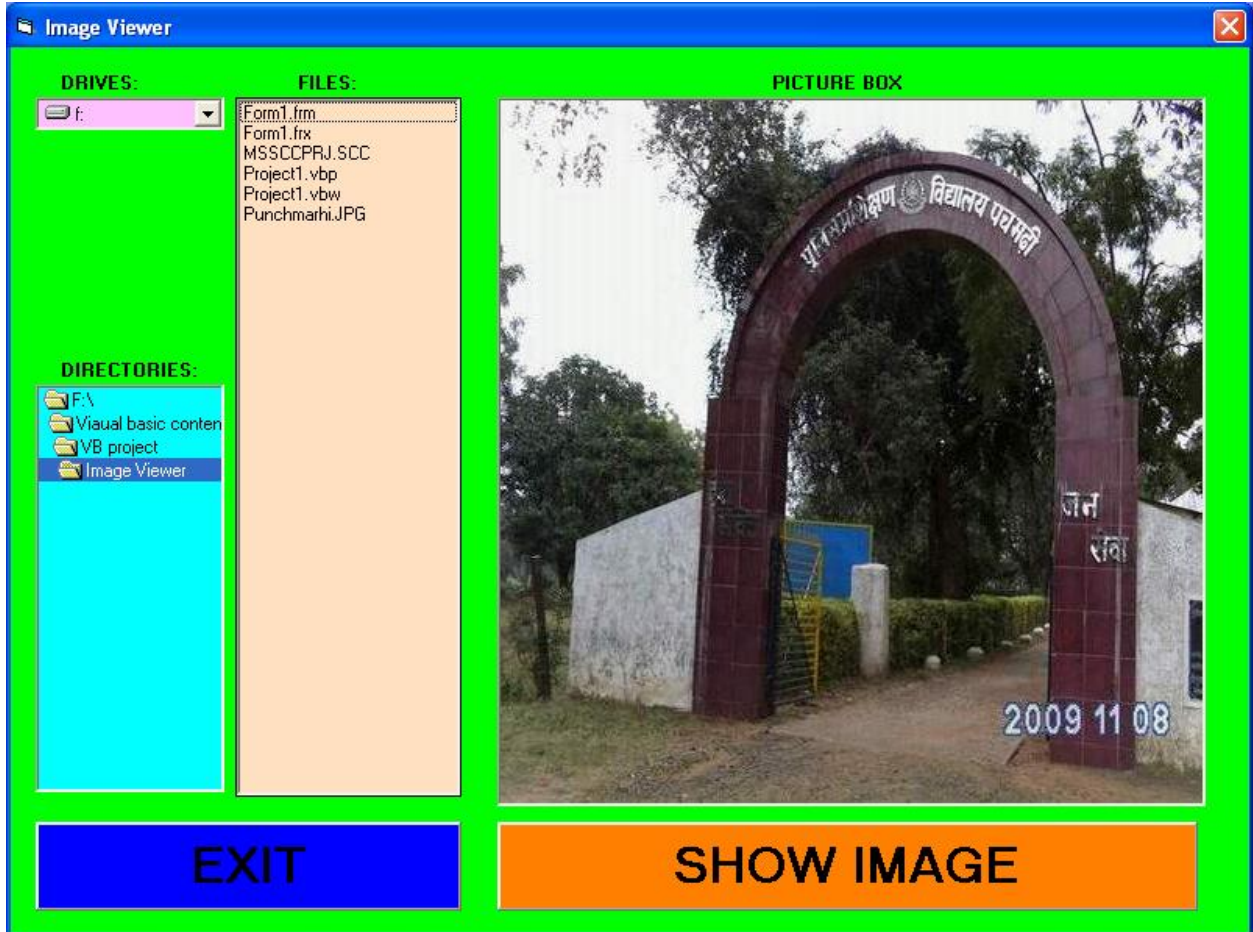 Image Viewer
DRIVES:
f:
FILES:
Form1.frm
Form1.frx
MSSCCPRJ.SCC
Project1.vbp
Project1.vbw
Punchmarhi.JPG
DIRECTORIES:
F:\
Viaual basic conten
VB project
Image Viewer
PICTURE BOX
विद्यालय पचमढ़ी
जन
सेवा
2009 11 08
EXIT
SHOW IMAGE